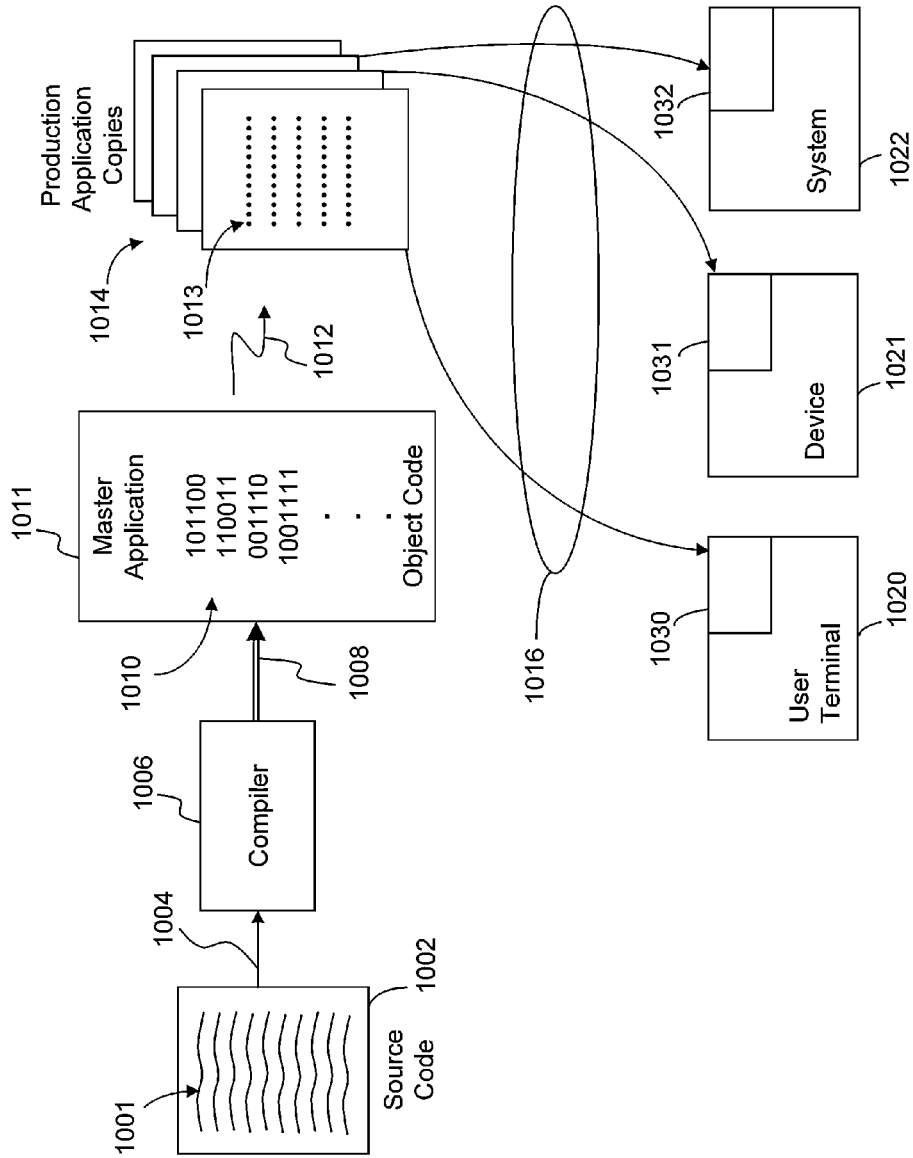 1001
1002
Source
Code
1004
1006
Compiler
1008
1010
1011
Master
Application
101100
110011
001110
1001111
. . .
Object Code
1012
1013
1014
Production
Application
Copies
1016
1030
User
Terminal
1020
1031
Device
1021
1032
System
1022